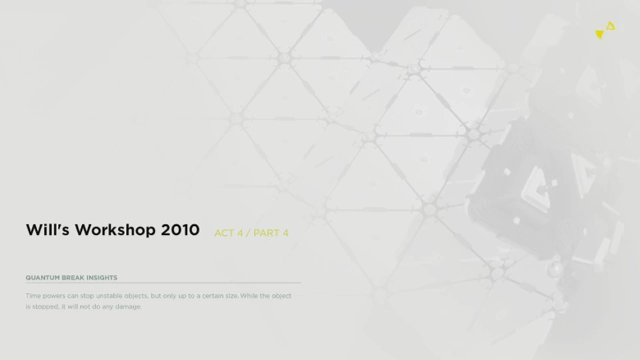 Will's Workshop 2010 ACT 4 / PART 4
QUANTUM BREAK INSIGHTS
Time powers can stop unstable objects, but only up to a certain size. While the object
is stopped, it will not do any damage.